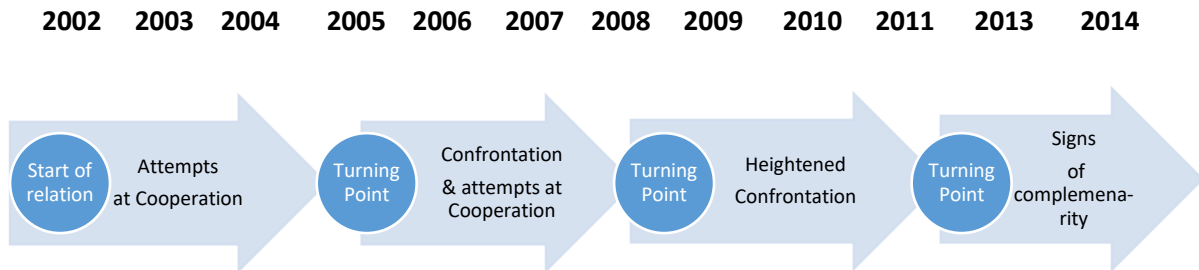 2002 2003 2004 2005 2006 2007 2008 2009 2010 2011 2013 2014
Start of
relation
Attempts
at Cooperation
Turning
Point
Confrontation
& attempts at
Cooperation
Turning
Point
Heightened
Confrontation
Turning
Point
Signs
of
complemena-
rity